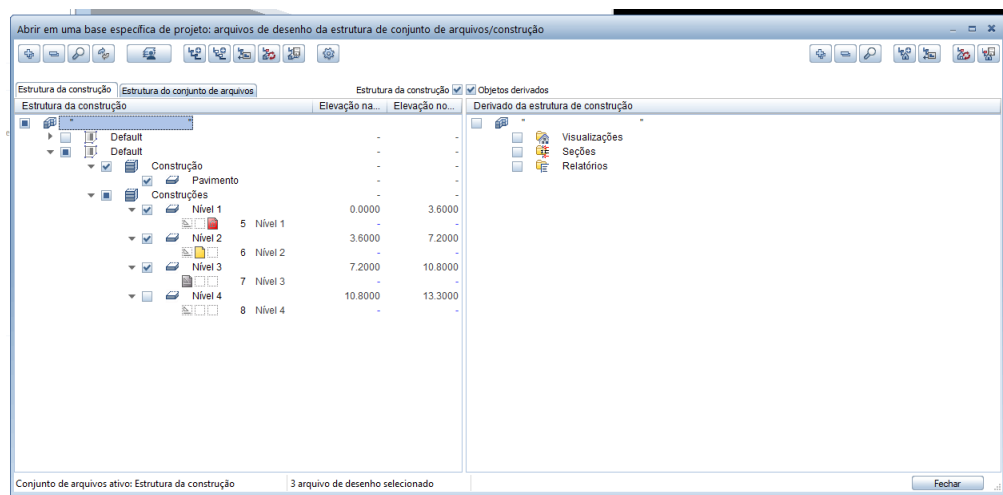 Abrir em uma base específica de projeto: arquivos de desenho da estrutura de conjunto de arquivos/construção
Estrutura da construção Estrutura do conjunto de arquivos Estrutura da construção Objetos derivados
Estrutura da construção Elevação na... Elevação no... Derivado da estrutura de construção
" " " "
Default - - Visualizações
Default - - Seções
Construção - - Relatórios
Pavimento - -
Construções - -
Nível 1 0.0000 3.6000
5 Nível 1 - -
Nível 2 3.6000 7.2000
6 Nível 2 - -
Nível 3 7.2000 10.8000
7 Nível 3 - -
Nível 4 10.8000 13.3000
8 Nível 4 - -
Conjunto de arquivos ativo: Estrutura da construção 3 arquivo de desenho selecionado Fechar